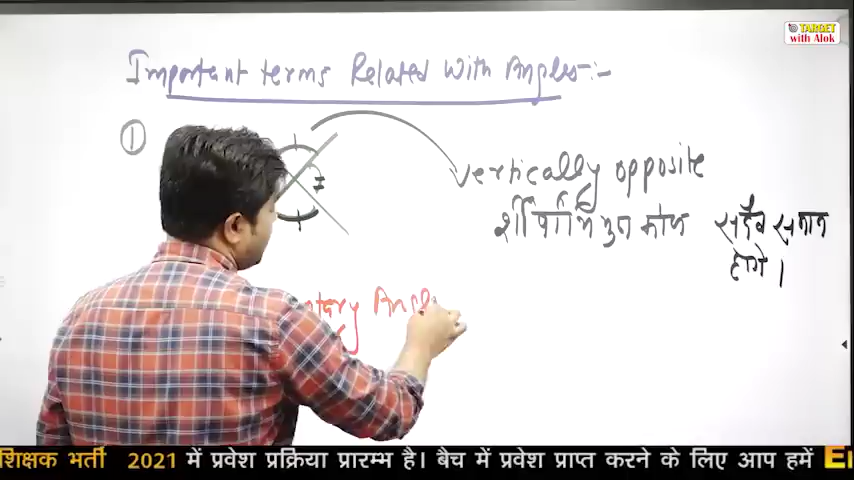 TARGET
with Alok
Important terms Related With Angles:-
①
vertically opposite
शीर्षाभिमुख कोण सदैव समान
होंगे।
शिक्षक भर्ती 2021 में प्रवेश प्रक्रिया प्रारम्भ है। बैच में प्रवेश प्राप्त करने के लिए आप हमें